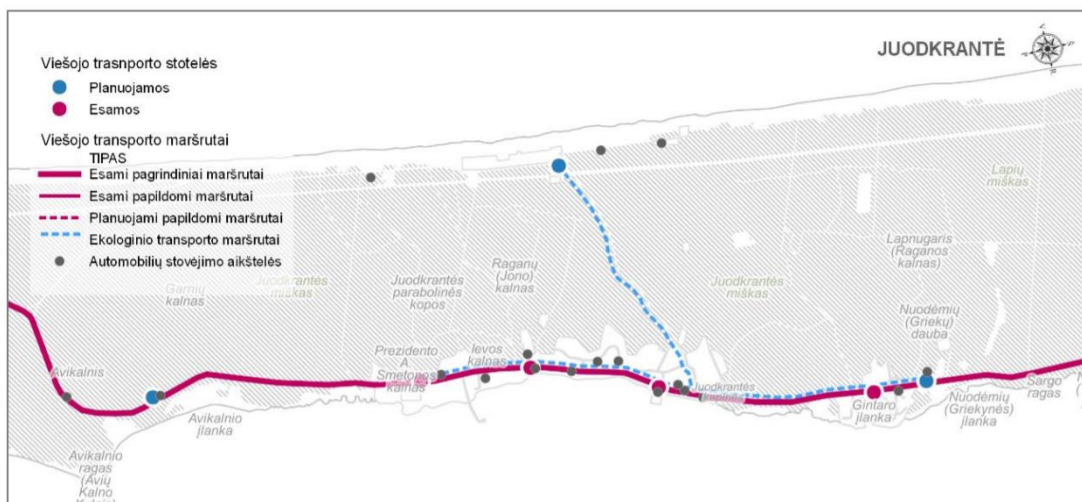 JUODKRANTĖ
Viešojo trasnporto stotelės
Planuojamos
Esamos
Viešojo transporto maršrutai
TIPAS
Esami pagrindiniai maršrutai
Esami papildomi maršrutai
Planuojami papildomi maršrutai
Ekologinio transporto maršrutai
Automobilių stovėjimo aikštelės
Lapių
miškas
Lapnugaris
(Raganos
kalnas)
Raganų
(Jono)
kalnas
Garnių
kalnas
Juodkrantės
miškas
Juodkrantės
parabolinės
kopos
Juodkrantės
miškas
Nuodėmių
(Griekų)
dauba
Prezidento
A
Smetonos
kalnas
Ievos
kalnas
Avikalnis
Juodkrantės
Gintaro
įlanka
Nuodėmių
(Griekynės)
įlanka
Sargo
ragas
Avikalnio
įlanka
Avikalnio
ragas
(Avių
Kalno